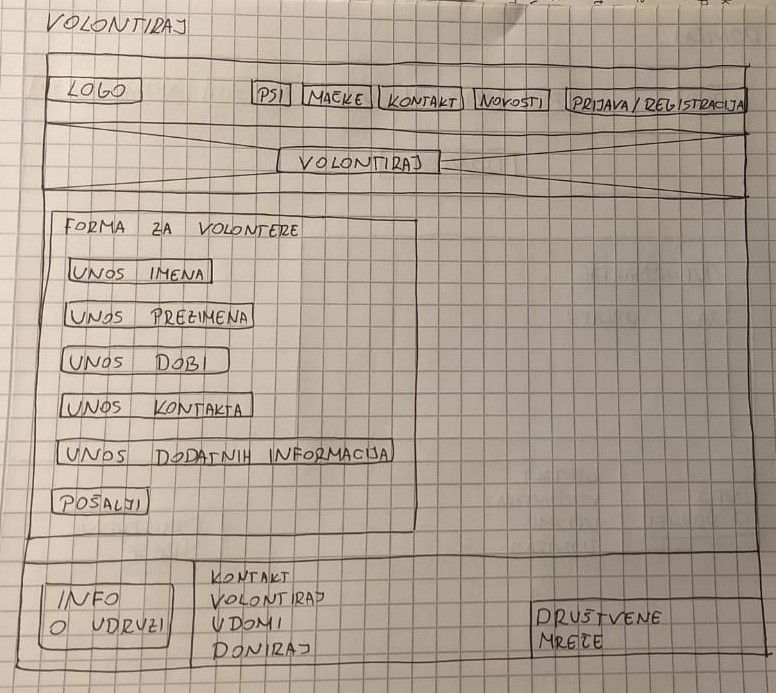 VOLONTIRAJ
LOGO PSI MAČKE KONTAKT NOVOSTI PRIJAVA / REGISTRACIJA
VOLONTIRAJ
FORMA ZA VOLONTERE
UNOS IMENA
UNOS PREZIMENA
UNOS DOBI
UNOS KONTAKTA
UNOS DODATNIH INFORMACIJA
POŠALJI
INFO
O UDRUZI
KONTAKT
VOLONTIRAJ
UDOMI
DONIRAJ
DRUŠTVENE
MREŽE